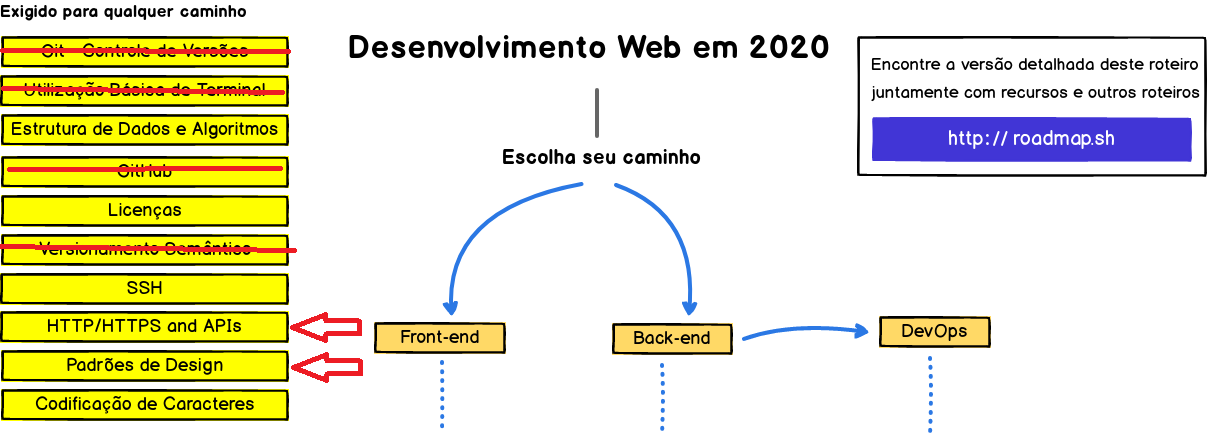 Exigido para qualquer caminho
Git - Controle de Versões
Utilização Básica do Terminal
Estrutura de Dados e Algoritmos
GitHub
Licenças
Versionamento Semântico
SSH
HTTP/HTTPS and APIs
Padrões de Design
Codificação de Caracteres
Desenvolvimento Web em 2020
Escolha seu caminho
Front-end
Back-end
DevOps
Encontre a versão detalhada deste roteiro
juntamente com recursos e outros roteiros
http:// roadmap.sh